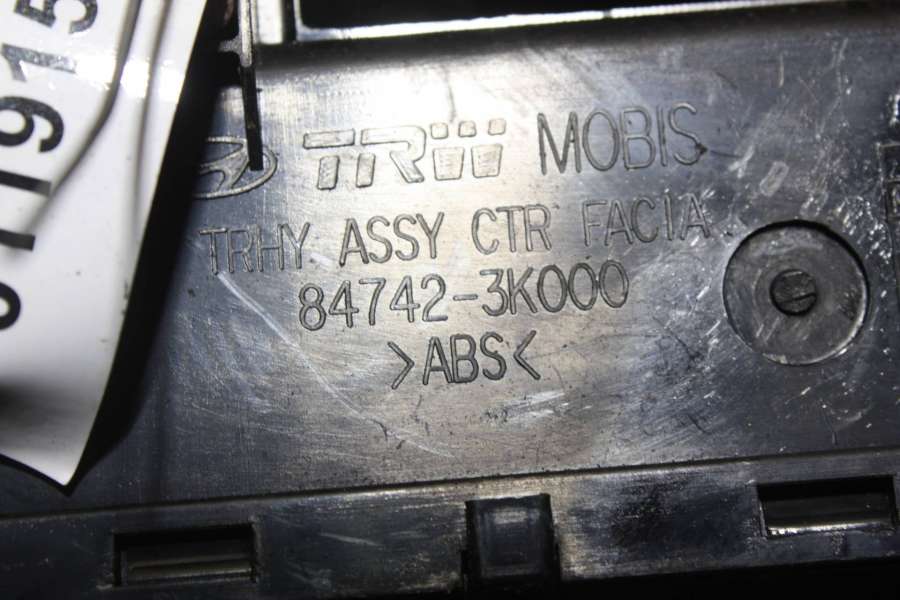 TRW MOBIS
TRHY ASSY CTR FACIA
84742-3K000
>ABS<